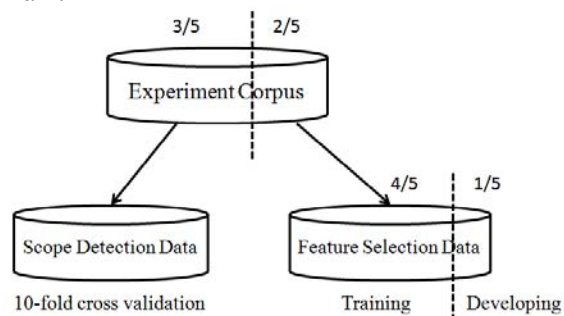 3/5 2/5
Experiment Corpus
4/5 1/5
Scope Detection Data
Feature Selection Data
10-fold cross validation
Training
Developing